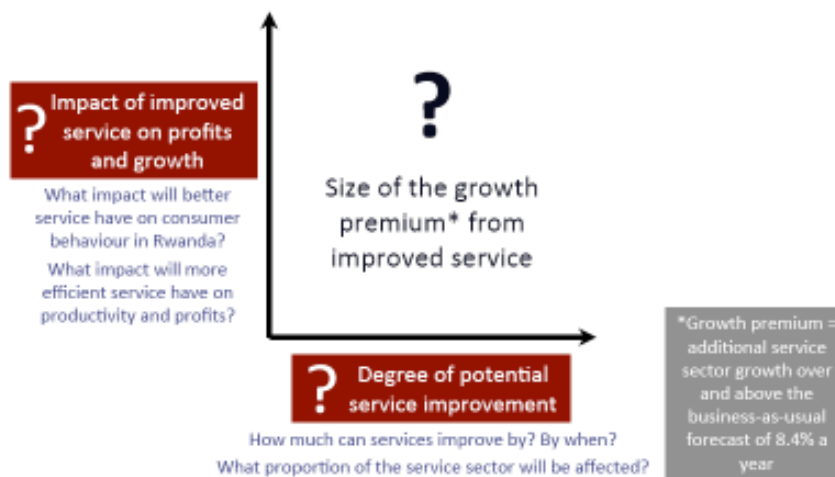 ?
Impact of improved
service on profits
and growth
What impact will better
service have on consumer
behaviour in Rwanda?
What impact will more
efficient service have on
productivity and profits?
?
Size of the growth
premium* from
improved service
?
Degree of potential
service improvement
How much can services improve by? By when?
What proportion of the service sector will be affected?
*Growth premium =
additional service
sector growth over
and above the
business-as-usual
forecast of 8.4% a
year